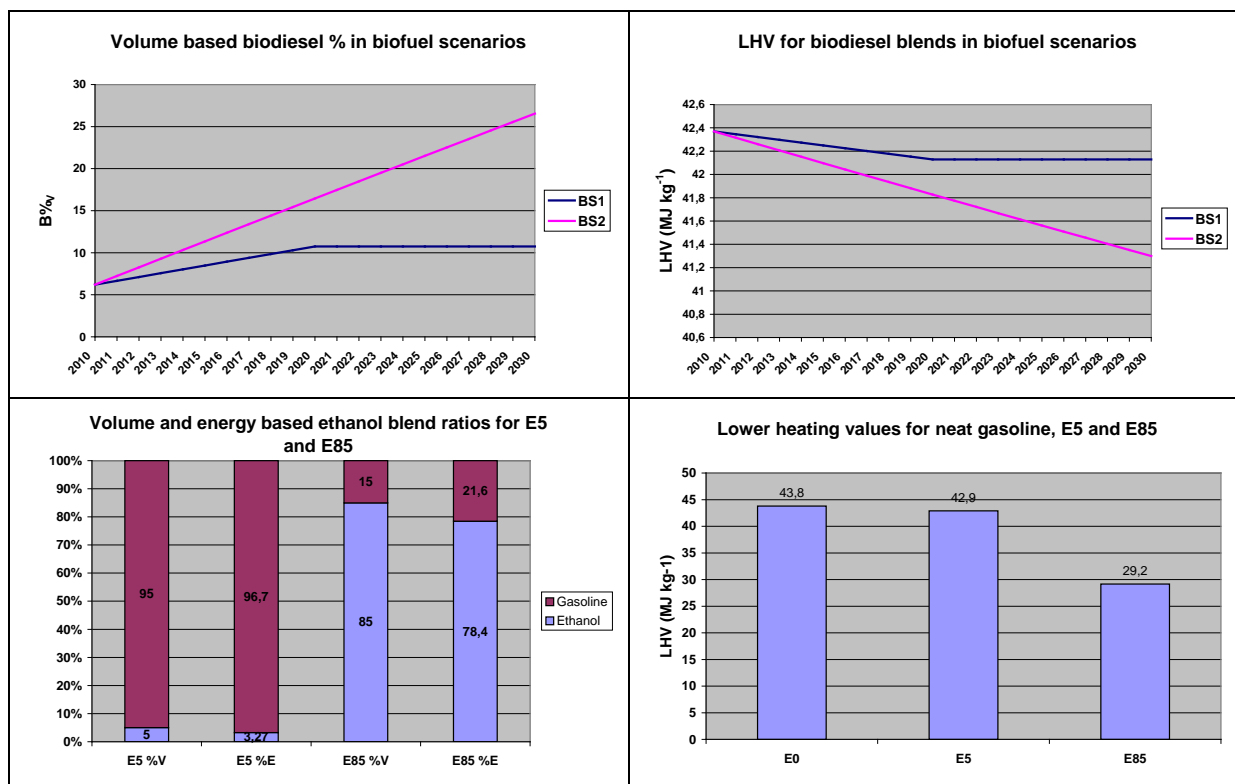 Volume based biodiesel % in biofuel scenarios
30
25
20
15
10
5
0
B%v
2010 2011 2012 2013 2014 2015 2016 2017 2018 2019 2020 2021 2022 2023 2024 2025 2026 2027 2028 2029 2030
BS1
BS2
LHV for biodiesel blends in biofuel scenarios
42,6
42,4
42,2
42
41,8
41,6
41,4
41,2
41
40,8
40,6
LHV (MJ kg-1)
2010 2011 2012 2013 2014 2015 2016 2017 2018 2019 2020 2021 2022 2023 2024 2025 2026 2027 2028 2029 2030
BS1
BS2
Volume and energy based ethanol blend ratios for E5
and E85
100%
90%
80%
70%
60%
50%
40%
30%
20%
10%
0%
95 96,7 15 21,6
5 3,27 85 78,4
E5 %V E5 %E E85 %V E85 %E
Gasoline
Ethanol
Lower heating values for neat gasoline, E5 and E85
50
45
40
35
30
25
20
15
10
5
0
LHV (MJ kg-1)
43,8 42,9 29,2
E0 E5 E85